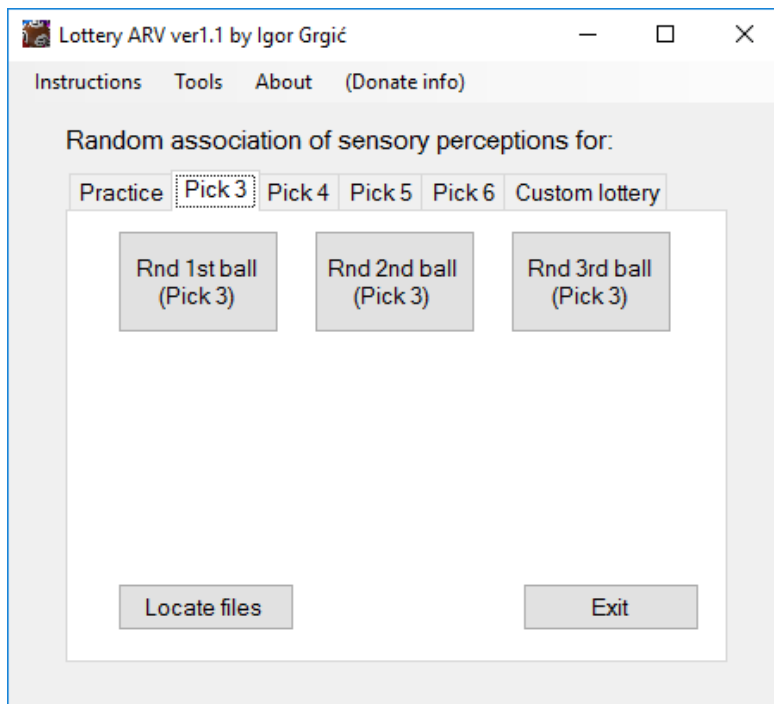 Lottery ARV ver1.1 by Igor Grgić
Instructions Tools About (Donate info)
Random association of sensory perceptions for:
Practice Pick 3 Pick 4 Pick 5 Pick 6 Custom lottery
Rnd 1st ball
(Pick 3)
Rnd 2nd ball
(Pick 3)
Rnd 3rd ball
(Pick 3)
Locate files
Exit